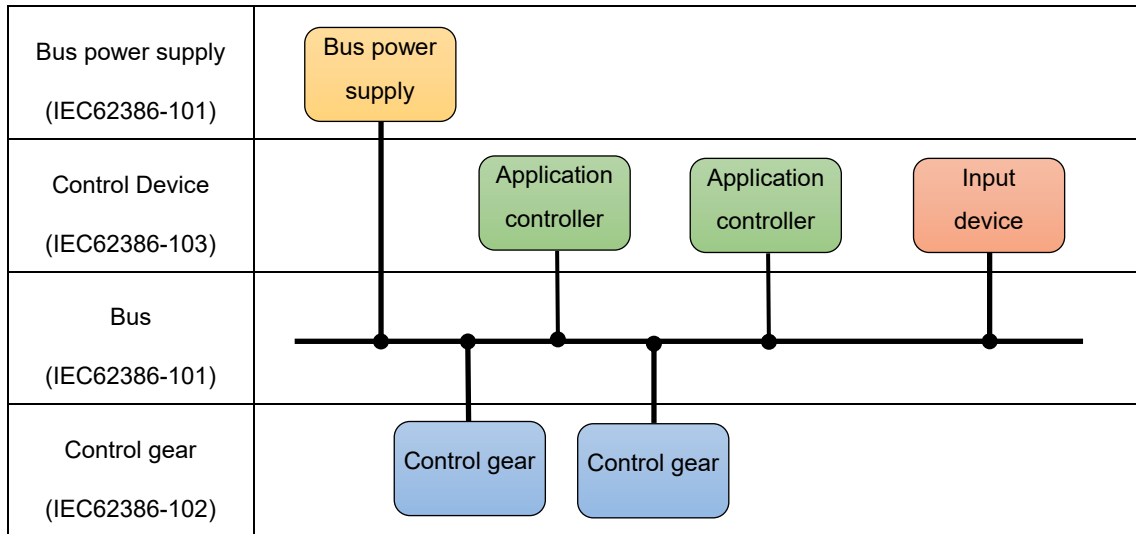 Bus power supply
(IEC62386-101)
Bus power
supply
Control Device
(IEC62386-103)
Application
controller
Application
controller
Input
device
Bus
(IEC62386-101)
Control gear
(IEC62386-102)
Control gear
Control gear